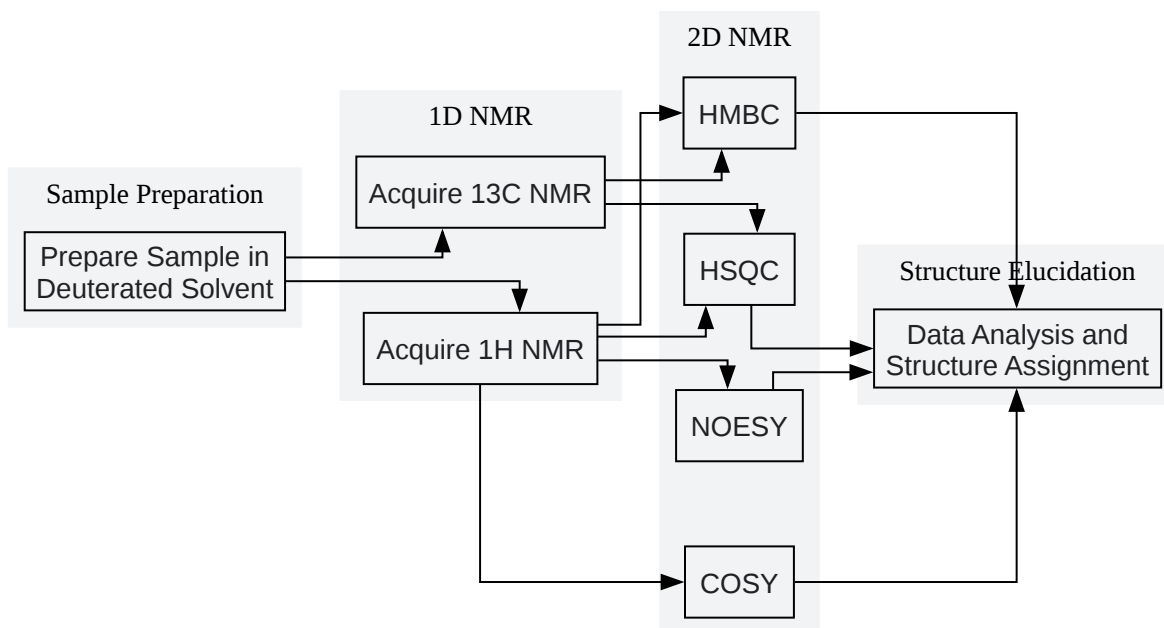 Sample Preparation
Prepare Sample in
Deuterated Solvent
1D NMR
Acquire 13C NMR
Acquire 1H NMR
2D NMR
HMBC
HSQC
NOESY
COSY
Structure Elucidation
Data Analysis and
Structure Assignment